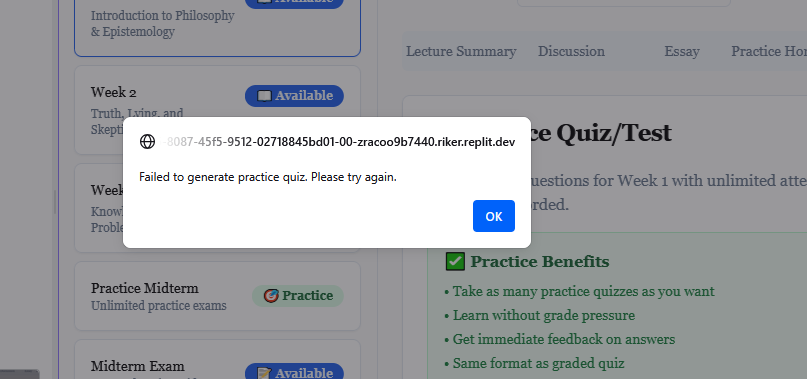 Available
Introduction to Philosophy
& Epistemology
Week 2
Available
Truth, Lying, and
Skepti
Week
Knowl
Proble
Practice Midterm
Unlimited practice exams
Practice
Midterm Exam
Available
Lecture Summary
Discussion
Essay
Practice Hom
ce Quiz/Test
uestions for Week 1 with unlimited atte
orded.
✅ Practice Benefits
• Take as many practice quizzes as you want
• Learn without grade pressure
• Get immediate feedback on answers
• Same format as graded quiz
8087-45f5-9512-02718845bd01-00-zracoo9b7440.riker.replit.dev
Failed to generate practice quiz. Please try again.
OK